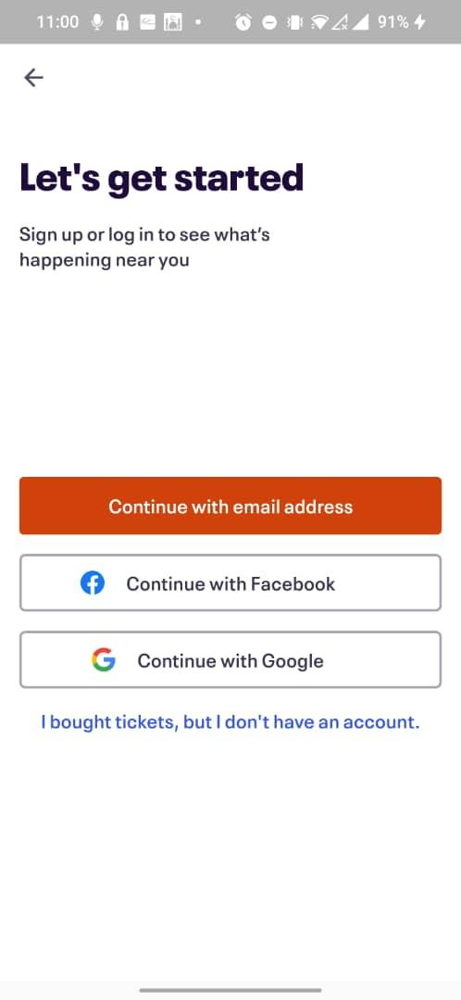 11:00
91%
Let's get started
Sign up or log in to see what's
happening near you
Continue with email address
Continue with Facebook
Continue with Google
I bought tickets, but I don't have an account.